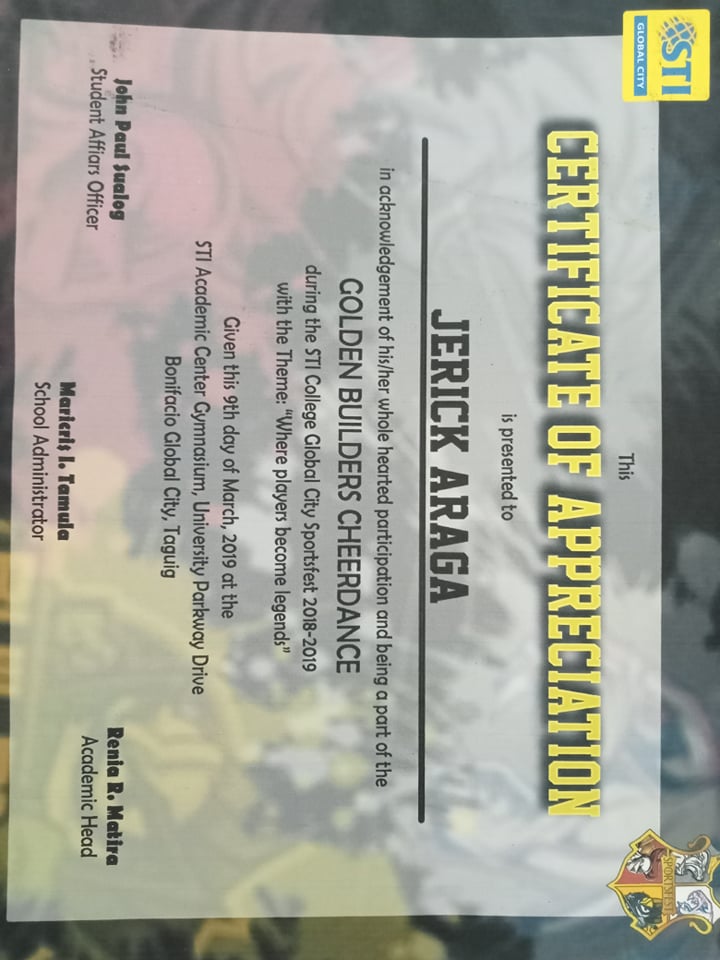 STI
GLOBAL CITY
SPORTSFEST
This
CERTIFICATE OF APPRECIATION
is presented to
JERICK ARAGA
in acknowledgement of his/her whole hearted participation and being a part of the
GOLDEN BUILDERS CHEERDANCE
during the STI College Global City Sportsfest 2018-2019
with the Theme: “Where players become legends”
Given this 9th day of March, 2019 at the
STI Academic Center Gymnasium, University Parkway Drive
Bonifacio Global City, Taguig
John Paul Sualog
Student Affiars Officer
Maricris I. Tamula
School Administrator
Renia R. Matira
Academic Head